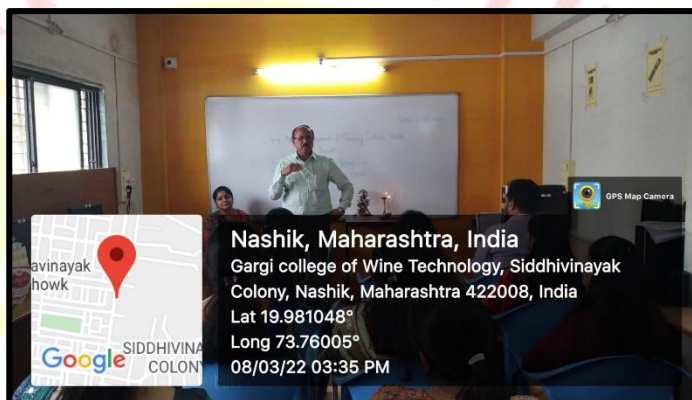 GPS Map Camera
Nashik, Maharashtra, India
Gargi college of Wine Technology, Siddhivinayak
Colony, Nashik, Maharashtra 422008, India
Lat 19.981048°
Long 73.76005°
08/03/22 03:35 PM
avinayak
howk
SIDDHIVINA
COLON
Google